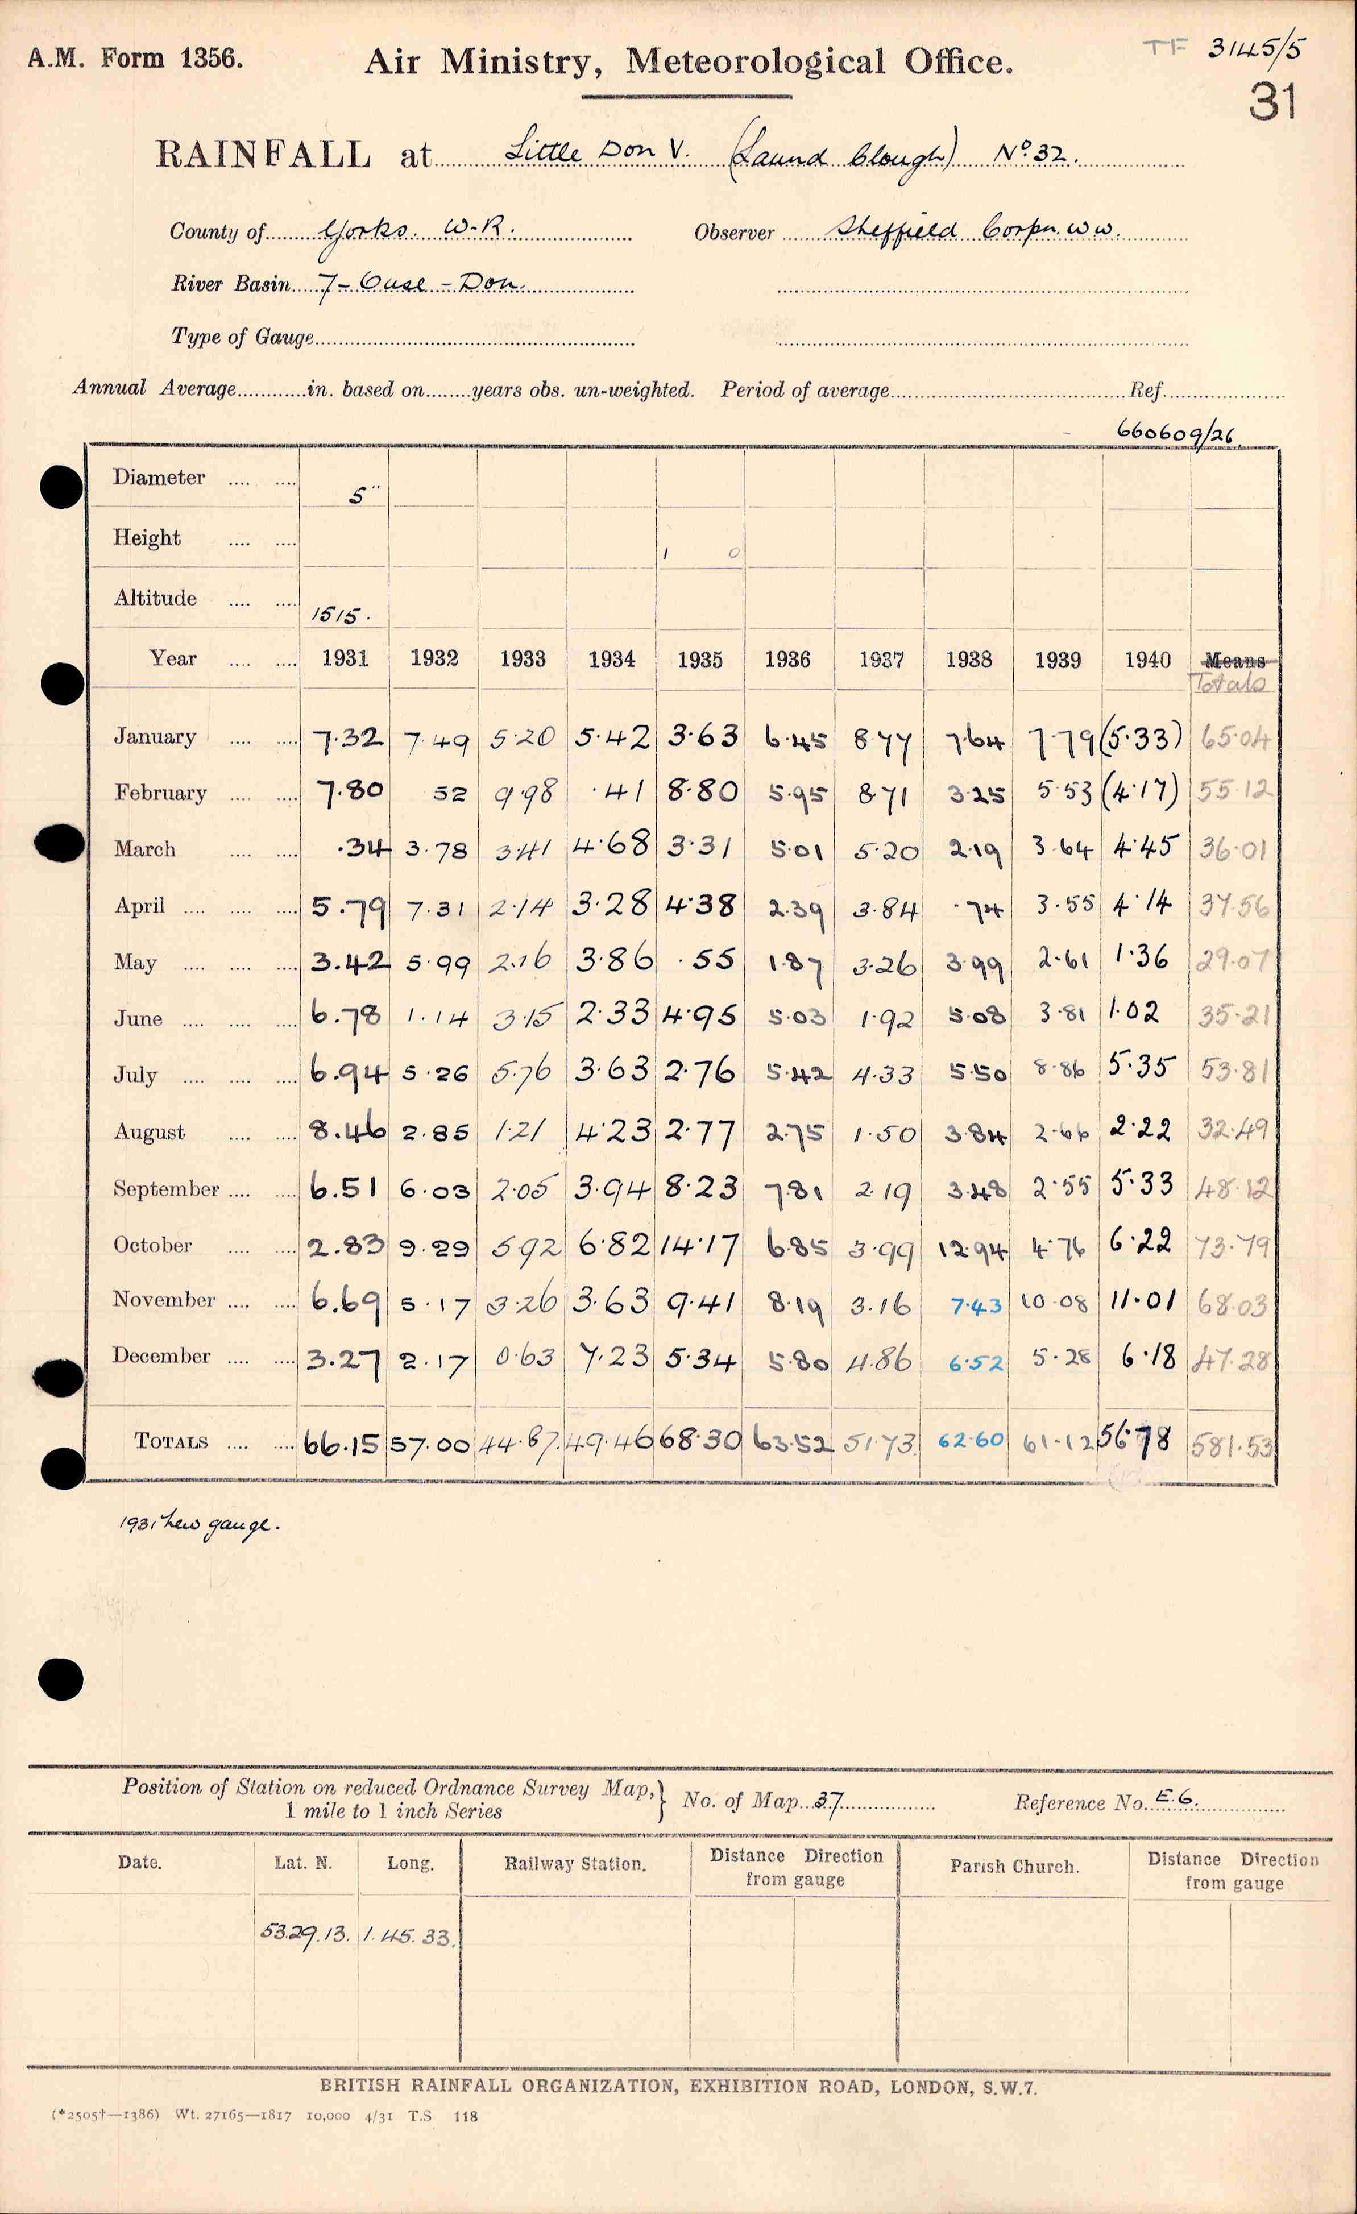 A.M. Form 1356.
Air Ministry, Meteorological Office.
TF 3145/5
31
RAINFALL at Little Don V. (Laund Clough) No. 32.
County of Yorks. W.R. Observer Sheffield Corpn. W W.
River Basin 7 - Ouse - Don.
Type of Gauge
Annual Average in. based on years obs. un-weighted. Period of average Ref.
660609/26.
Diameter 5"
Height 1 0
Altitude 1515.
Year 1931 1932 1933 1934 1935 1936 1937 1938 1939 1940 Means
Totals
January 7.32 7.49 5.20 5.42 3.63 6.45 8.77 7.64 7.79 (5.33) 65.04
February 7.80 52 9.98 .41 8.80 5.95 8.71 3.25 5.53 (4.17) 55.12
March .34 3.78 3.41 4.68 3.31 5.01 5.20 2.19 3.64 4.45 36.01
April 5.79 7.31 2.14 3.28 4.38 2.39 3.84 .74 3.55 4.14 37.56
May 3.42 5.99 2.16 3.86 .55 1.87 3.26 3.99 2.61 1.36 29.07
June 6.78 1.14 3.15 2.33 4.95 5.03 1.92 5.08 3.81 1.02 35.21
July 6.94 5.26 5.76 3.63 2.76 5.42 4.33 5.50 8.86 5.35 53.81
August 8.46 2.85 1.21 4.23 2.77 2.75 1.50 3.84 2.66 2.22 32.49
September 6.51 6.03 2.05 3.94 8.23 7.81 2.19 3.48 2.55 5.33 48.12
October 2.83 9.29 5.92 6.82 14.17 6.85 3.99 12.94 4.76 6.22 73.79
November 6.69 5.17 3.26 3.63 9.41 8.19 3.16 7.43 10.08 11.01 68.03
December 3.27 2.17 0.63 7.23 5.34 5.80 4.86 6.52 5.28 6.18 47.28
TOTALS 66.15 57.00 44.87 49.46 68.30 63.52 51.73 62.60 61.12 56.78 581.53
1931 new gauge.
Position of Station on reduced Ordnance Survey Map, } No. of Map 37 Reference No. E.6.
1 mile to 1 inch Series
Date. Lat. N. Long. Railway Station. Distance Direction from gauge Parish Church. Distance Direction from gauge
53.29.13. 1.45.33.
BRITISH RAINFALL ORGANIZATION, EXHIBITION ROAD, LONDON, S.W.7.
(*2505†—1386) Wt. 27165—1817 10,000 4/31 T.S 118